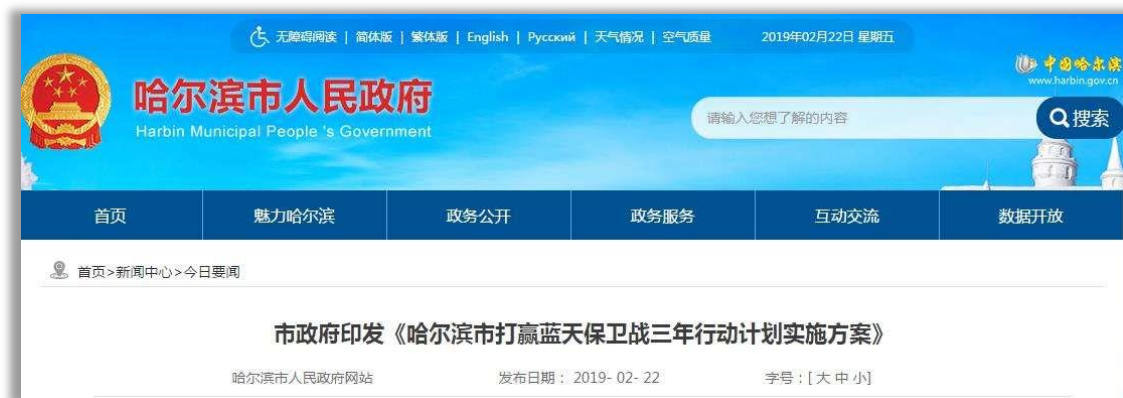 无障碍阅读 | 简体版 | 繁体版 | English | Русский | 天气情况 | 空气质量 2019年02月22日 星期五
中国哈尔滨
www.harbin.gov.cn
哈尔滨市人民政府
Harbin Municipal People 's Government
请输入您想了解的内容
搜索
首页 魅力哈尔滨 政务公开 政务服务 互动交流 数据开放
首页>新闻中心>今日要闻
市政府印发《哈尔滨市打赢蓝天保卫战三年行动计划实施方案》
哈尔滨市人民政府网站 发布日期： 2019- 02- 22 字号：[ 大 中 小]